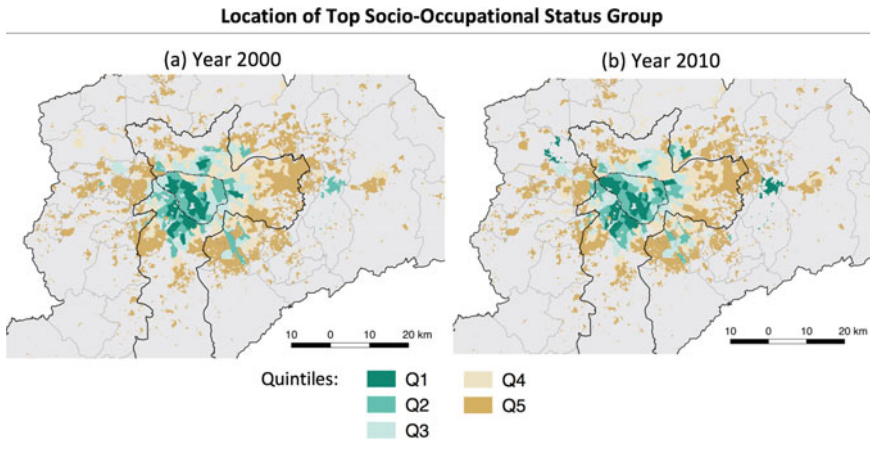 Location of Top Socio-Occupational Status Group
(a) Year 2000
(b) Year 2010
10 0 10 20 km
10 0 10 20 km
Quintiles:
Q1
Q4
Q2
Q5
Q3